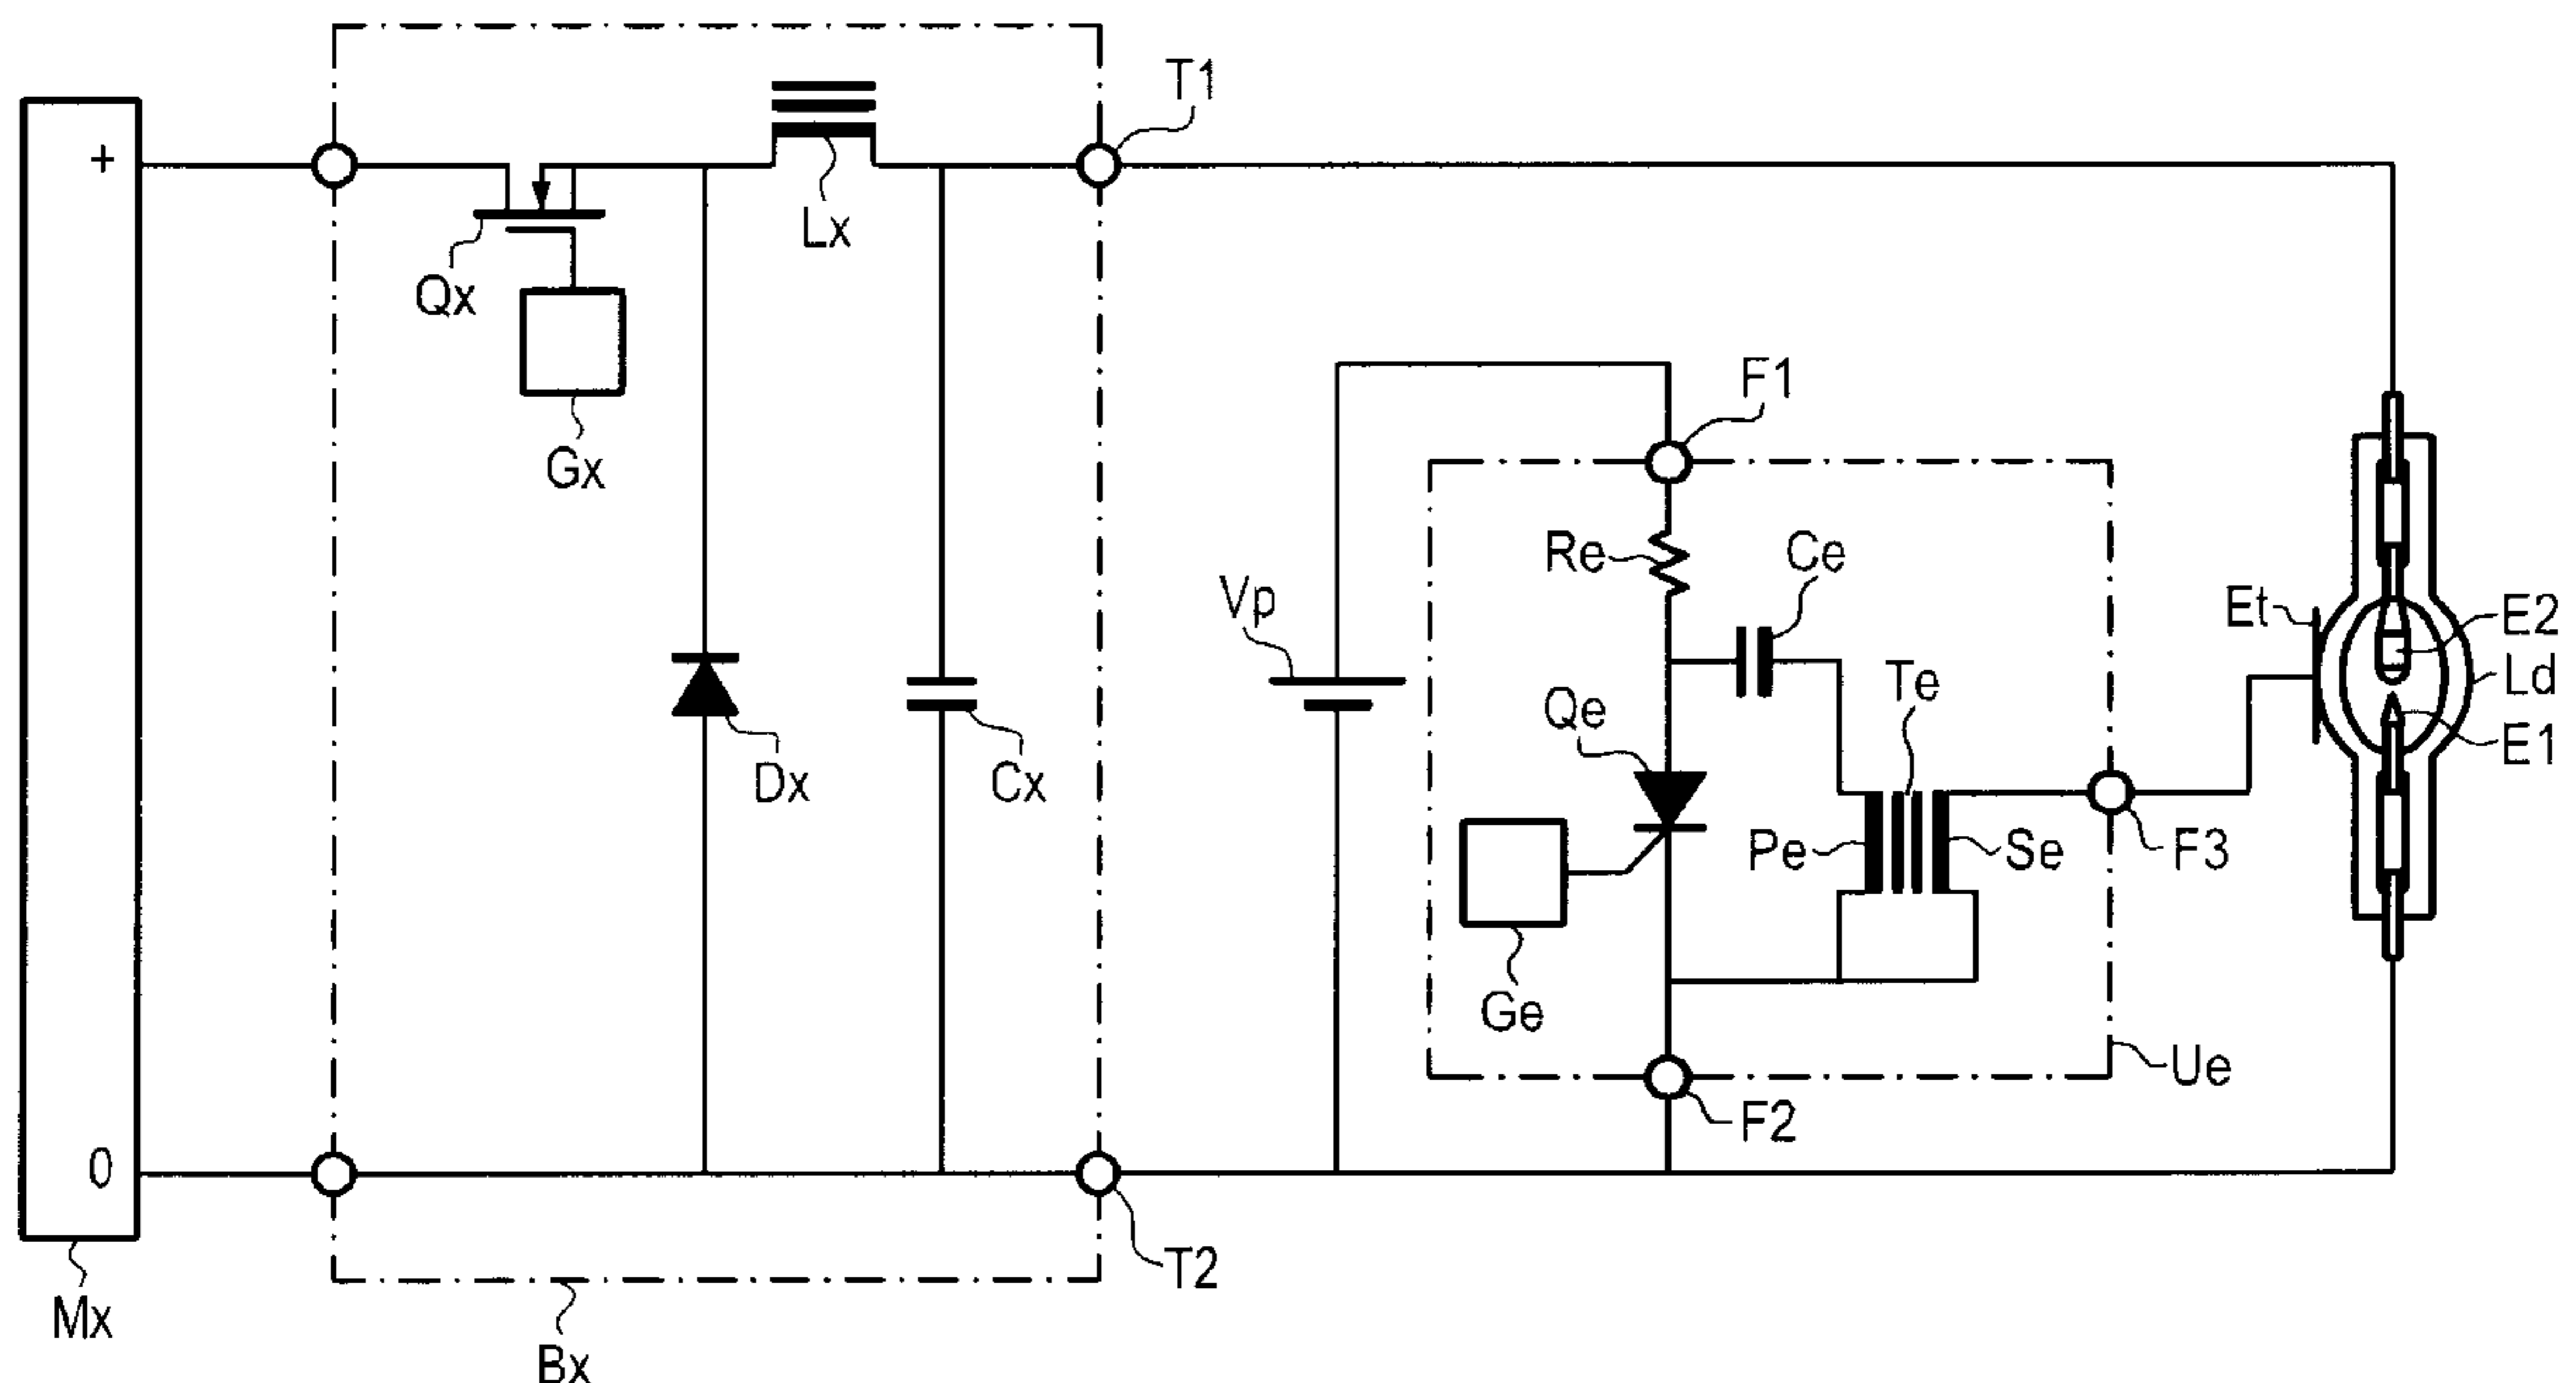 T1
+
Lx
Qx
Gx
F1
Re
Ce
Vp
Et
E2
Te
Ld
Qe
E1
Dx
Cx
Pe
Se
F3
Ge
Ue
F2
0
T2
Mx
Bx